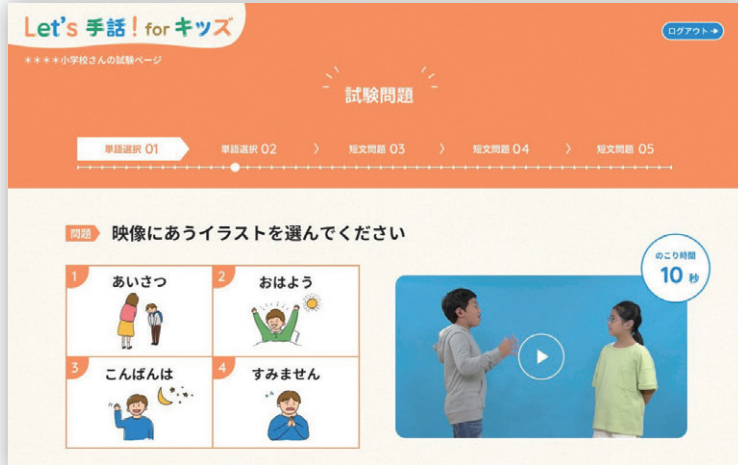 Let's 手話！for キッズ
ログアウト
＊＊＊＊小学校さんの試験ページ
試験問題
単語選択 01
単語選択 02
短文問題 03
短文問題 04
短文問題 05
問題 映像にあうイラストを選んでください
のこり時間
10 秒
1 あいさつ
2 おはよう
3 こんばんは
4 すみません